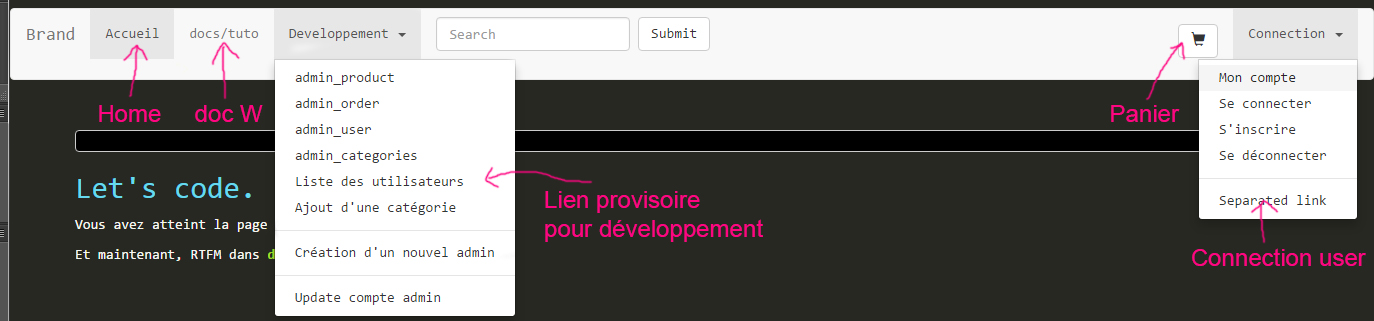 Brand Accueil docs/tuto Developpement Search Submit Connection
admin_product
admin_order
admin_user
admin_categories
Liste des utilisateurs
Ajout d'une catégorie
Création d'un nouvel admin
Update compte admin
Mon compte
Se connecter
S'inscrire
Se déconnecter
Separated link
Home
doc W
Panier
Lien provisoire
pour développement
Connection user
Let's code.
Vous avez atteint la page
Et maintenant, RTFM dans d